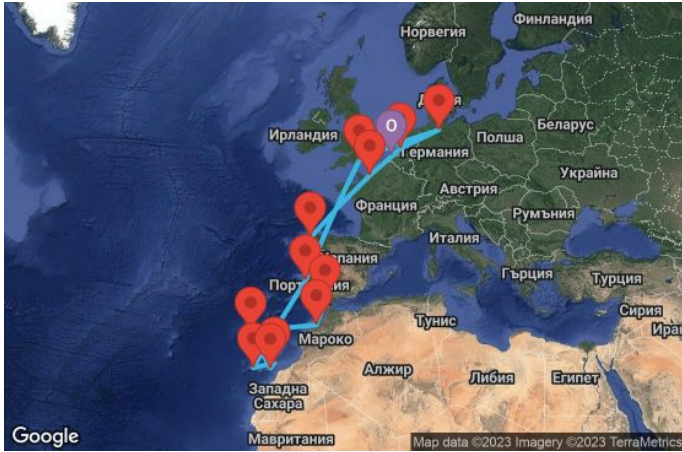 Финландия
Норвегия
Ирландия
O
Германия
Полша
Беларус
Украйна
Австрия
Франция
Румъния
Италия
Гърция
Турция
Сирия
Тунис
Мароко
Алжир
Либия
Египет
Западна
Сахара
Мавритания
Google
Map data ©2023 Imagery ©2023 TerraMetrics